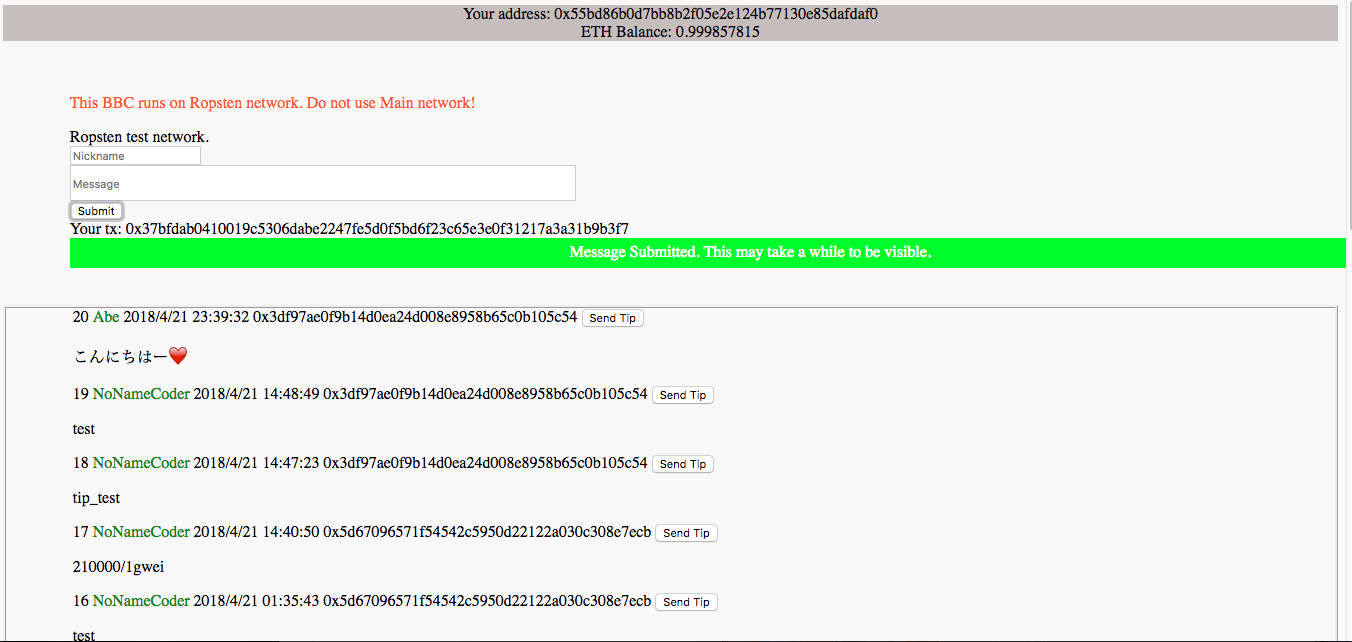 Your address: 0x55bd86b0d7bb8b2f05e2e124b77130e85dafdaf0
ETH Balance: 0.999857815
This BBC runs on Ropsten network. Do not use Main network!
Ropsten test network.
Nickname
Message
Submit
Your tx: 0x37bfdab0410019c5306dabe2247fe5d0f5bd6f23c65e3e0f31217a3a31b9b3f7
Message Submitted. This may take a while to be visible.
20 Abe 2018/4/21 23:39:32 0x3df97ae0f9b14d0ea24d008e8958b65c0b105c54 Send Tip
こんにちはー❤️
19 NoNameCoder 2018/4/21 14:48:49 0x3df97ae0f9b14d0ea24d008e8958b65c0b105c54 Send Tip
test
18 NoNameCoder 2018/4/21 14:47:23 0x3df97ae0f9b14d0ea24d008e8958b65c0b105c54 Send Tip
tip_test
17 NoNameCoder 2018/4/21 14:40:50 0x5d67096571f54542c5950d22122a030c308e7ecb Send Tip
210000/1gwei
16 NoNameCoder 2018/4/21 01:35:43 0x5d67096571f54542c5950d22122a030c308e7ecb Send Tip
test